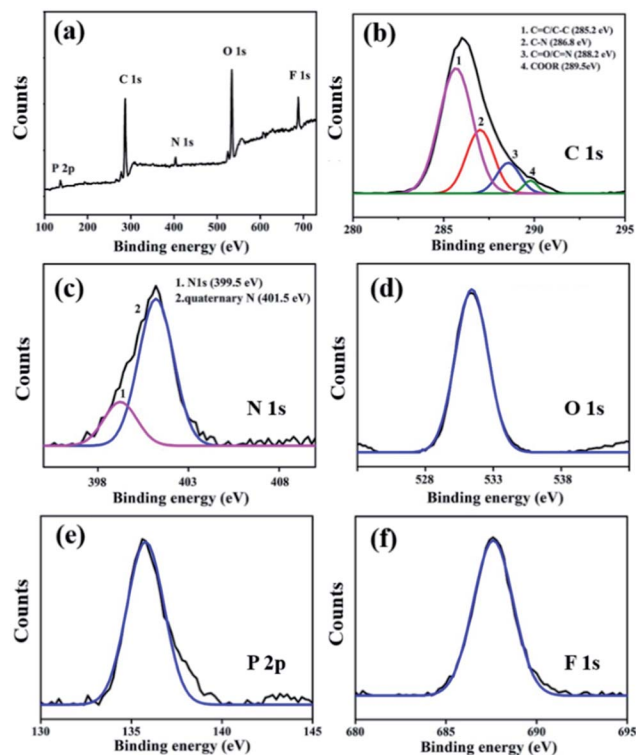 (a)
O 1s
C 1s
F 1s
N 1s
P 2p
Counts
100 200 300 400 500 600 700
Binding energy (eV)
(b)
1. C=C/C-C (285.2 eV)
2. C-N (286.8 eV)
3. C=O/C=N (288.2 eV)
4. COOR (289.5eV)
1
2
3
4
C 1s
Counts
280 285 290 295
Binding energy (eV)
(c)
1. N1s (399.5 eV)
2.quaternary N (401.5 eV)
2
1
N 1s
Counts
398 403 408
Binding energy (eV)
(d)
O 1s
Counts
528 533 538
Binding energy (eV)
(e)
P 2p
Counts
130 135 140 145
Binding energy (eV)
(f)
F 1s
Counts
680 685 690 695
Binding energy (eV)